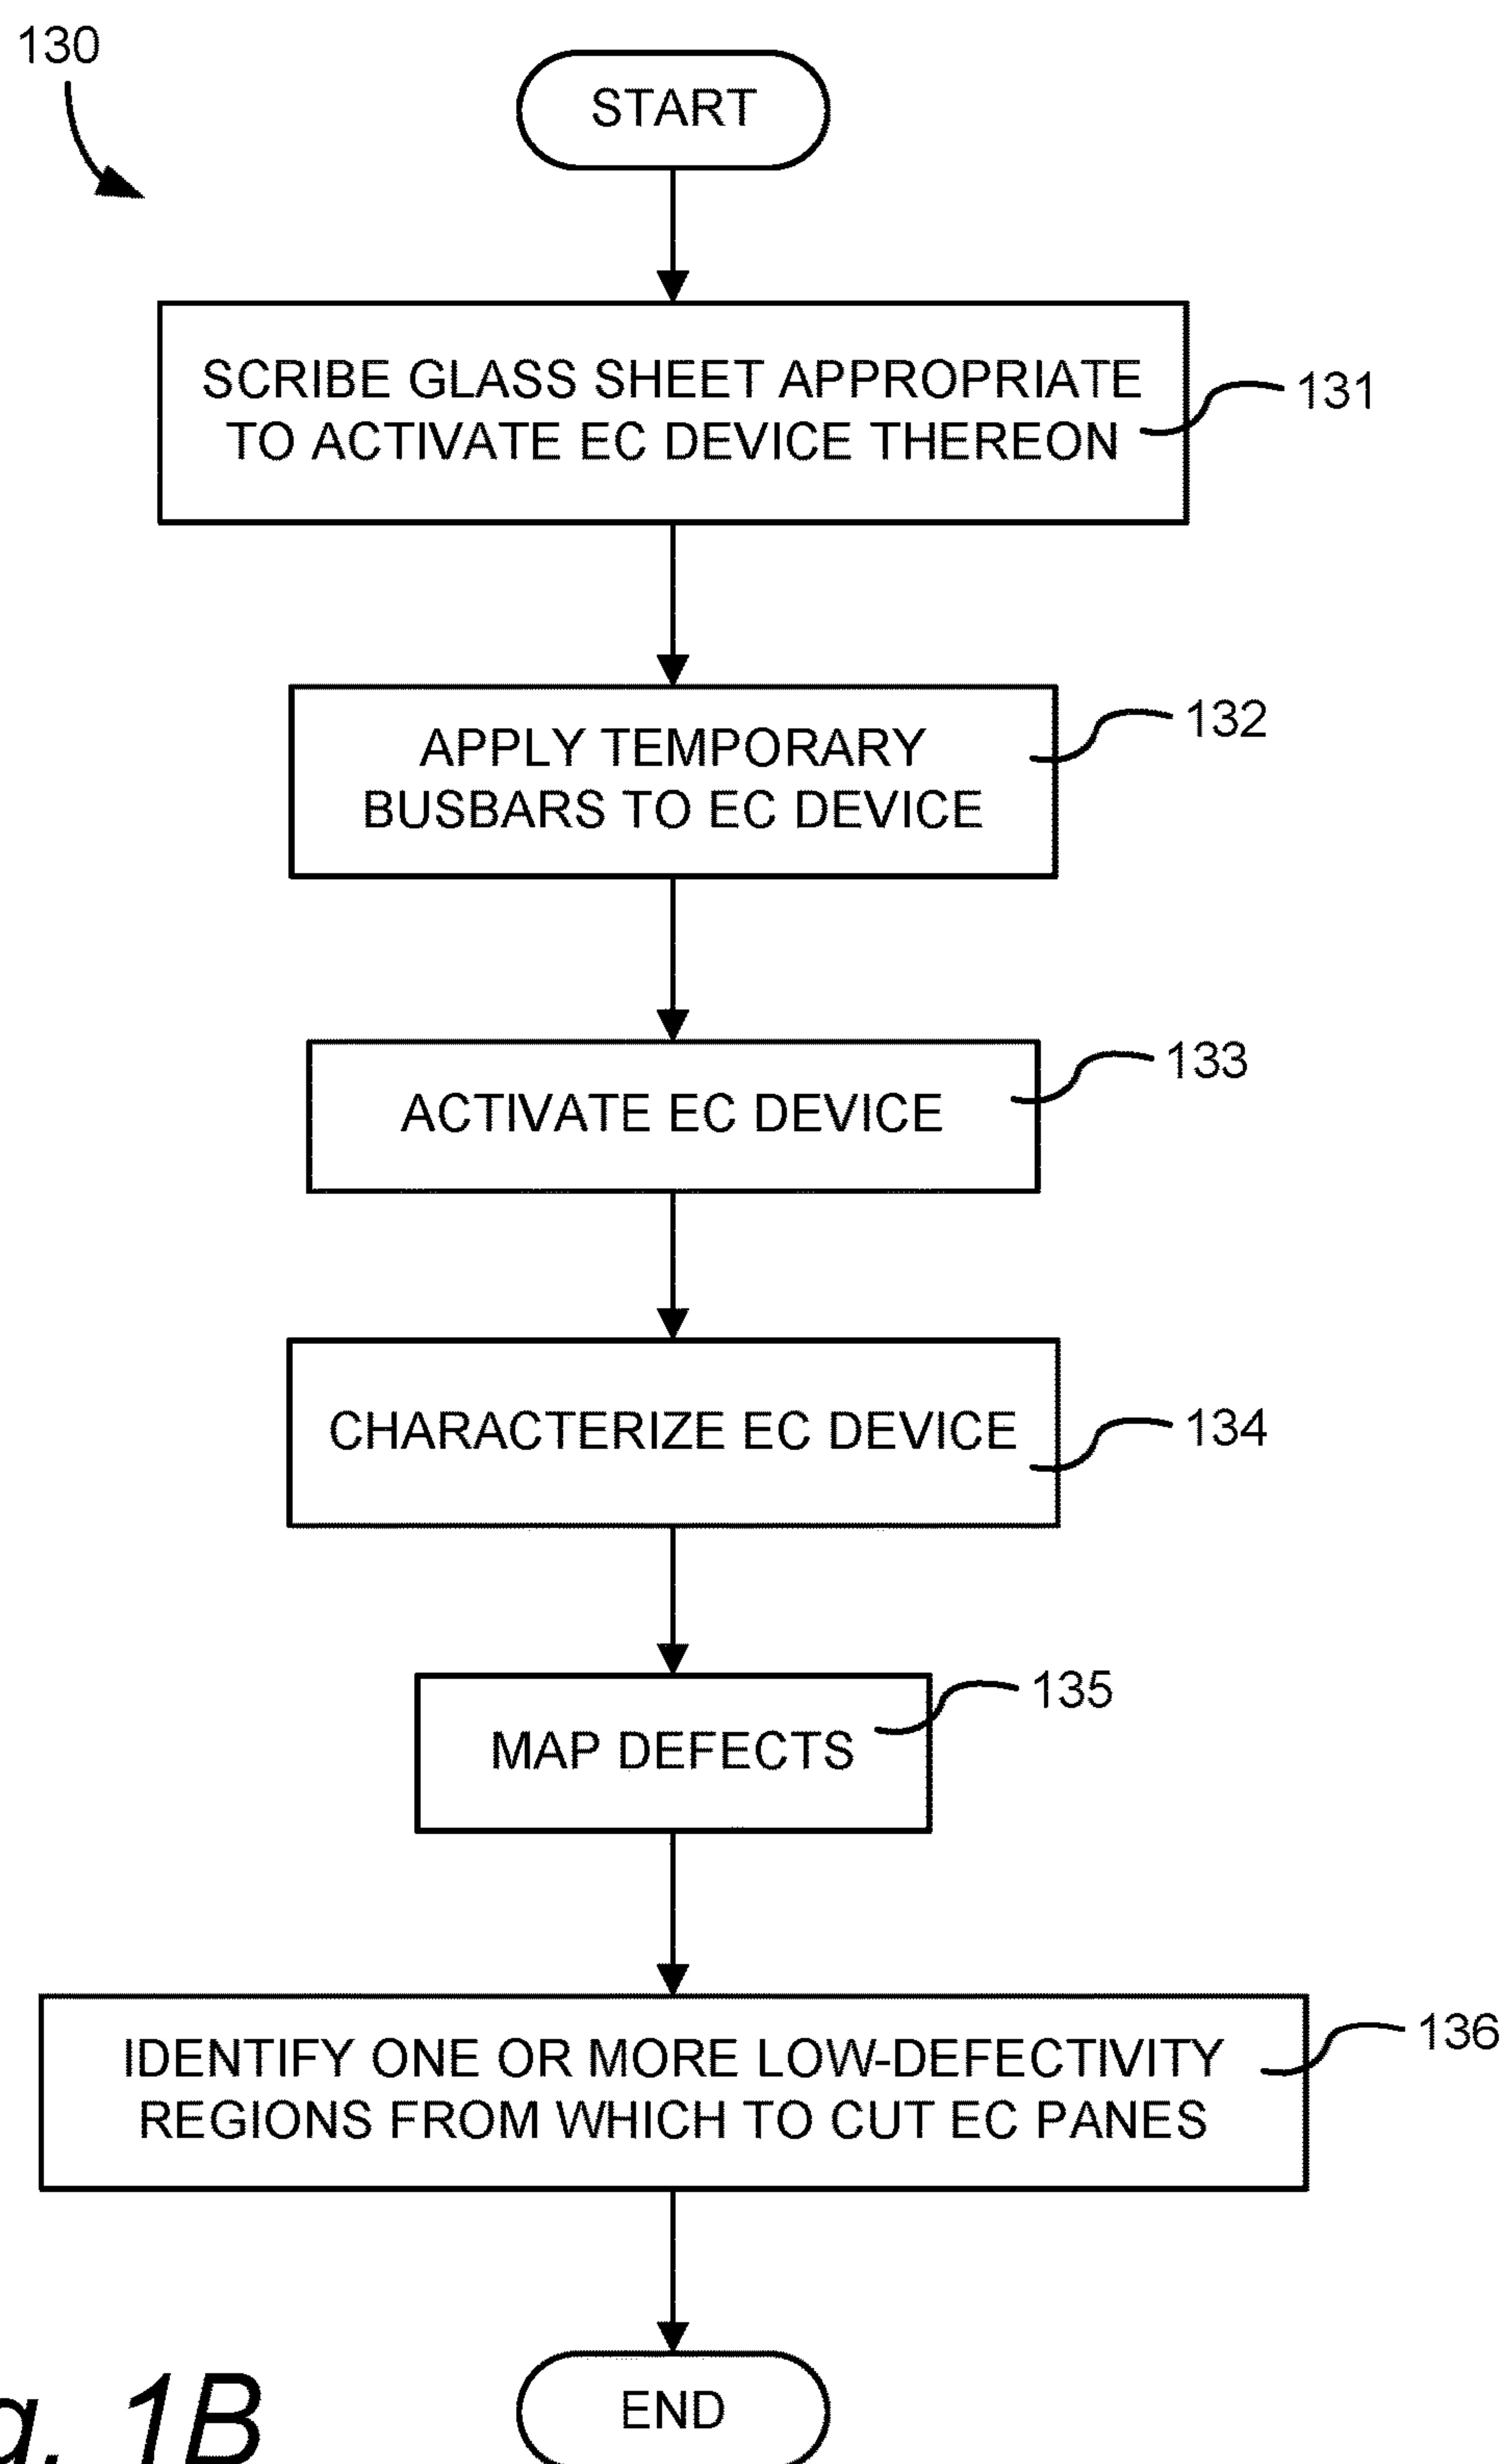 130
START
SCRIBE GLASS SHEET APPROPRIATE
TO ACTIVATE EC DEVICE THEREON
131
APPLY TEMPORARY
BUSBARS TO EC DEVICE
132
ACTIVATE EC DEVICE
133
CHARACTERIZE EC DEVICE
134
MAP DEFECTS
135
IDENTIFY ONE OR MORE LOW-DEFECTIVITY
REGIONS FROM WHICH TO CUT EC PANES
136
END
1B